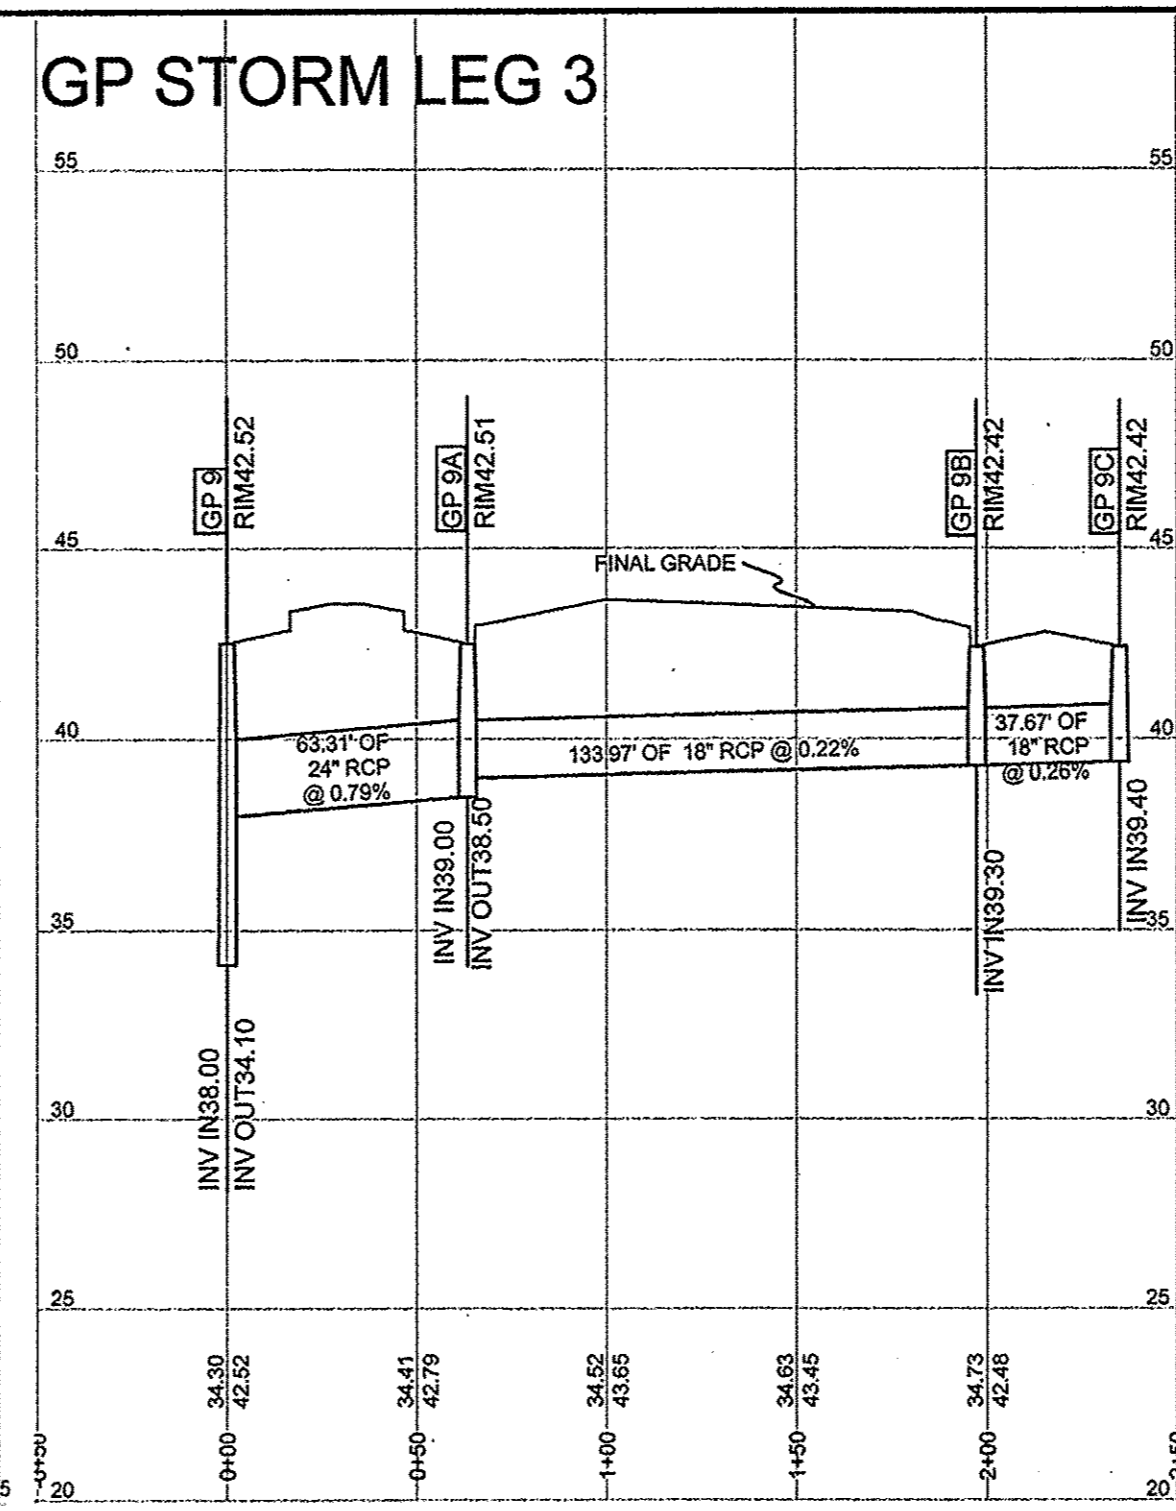 GP STORM LEG 3
55 55
50 50
GP 9
RIM42.52
GP 9A
RIM42.51
GP 9B
RIM42.42
GP 9C
RIM42.42
45 45
FINAL GRADE
40 40
63.31' OF
24" RCP
@ 0.79%
133.97' OF 18" RCP @ 0.22%
37.67' OF
18" RCP
@ 0.26%
INV IN39.00
INV OUT38.50
INV IN39.30
INV IN39.40
35 35
INV IN38.00
INV OUT34.10
30 30
25 25
34.30
42.52
34.41
42.79
34.52
43.65
34.63
43.45
34.73
42.48
-0+50
0+00
0+50
1+00
1+50
2+00
5
20 20